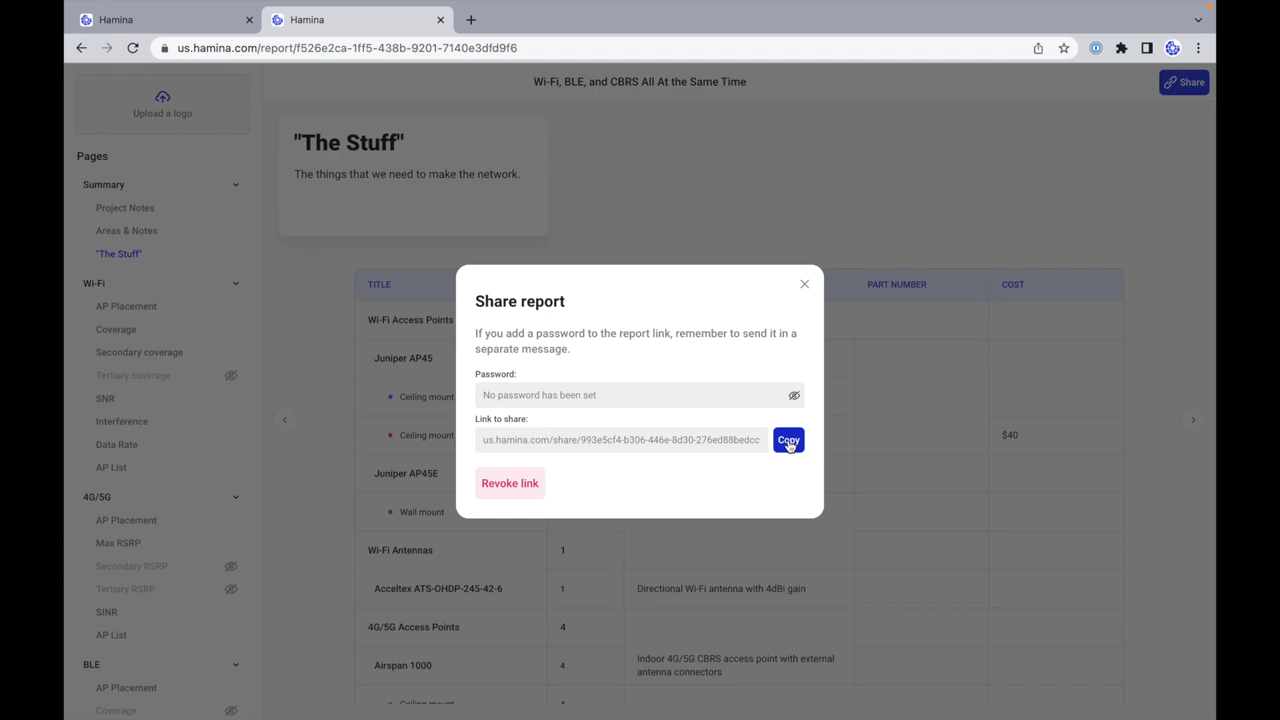 Hamina
Hamina
us.hamina.com/report/f526e2ca-1ff5-438b-9201-7140e3dfd9f6
Upload a logo
Wi-Fi, BLE, and CBRS All At the Same Time
Share
Pages
Summary
Project Notes
Areas & Notes
"The Stuff"
Wi-Fi
AP Placement
Coverage
Secondary coverage
Tertiary coverage
SNR
Interference
Data Rate
AP List
4G/5G
AP Placement
Max RSRP
Secondary RSRP
Tertiary RSRP
SINR
AP List
BLE
AP Placement
Coverage
"The Stuff"
The things that we need to make the network.
TITLE
PART NUMBER
COST
Wi-Fi Access Points
Juniper AP45
Ceiling mount
Ceiling mount
$40
Juniper AP45E
Wall mount
Wi-Fi Antennas
1
Acceltex ATS-OHDP-245-42-6
1
Directional Wi-Fi antenna with 4dBi gain
4G/5G Access Points
4
Airspan 1000
4
Indoor 4G/5G CBRS access point with external
antenna connectors
Ceiling mount
Share report
If you add a password to the report link, remember to send it in a
separate message.
Password:
No password has been set
Link to share:
us.hamina.com/share/993e5cf4-b306-446e-8d30-276ed88bedcc
Copy
Revoke link